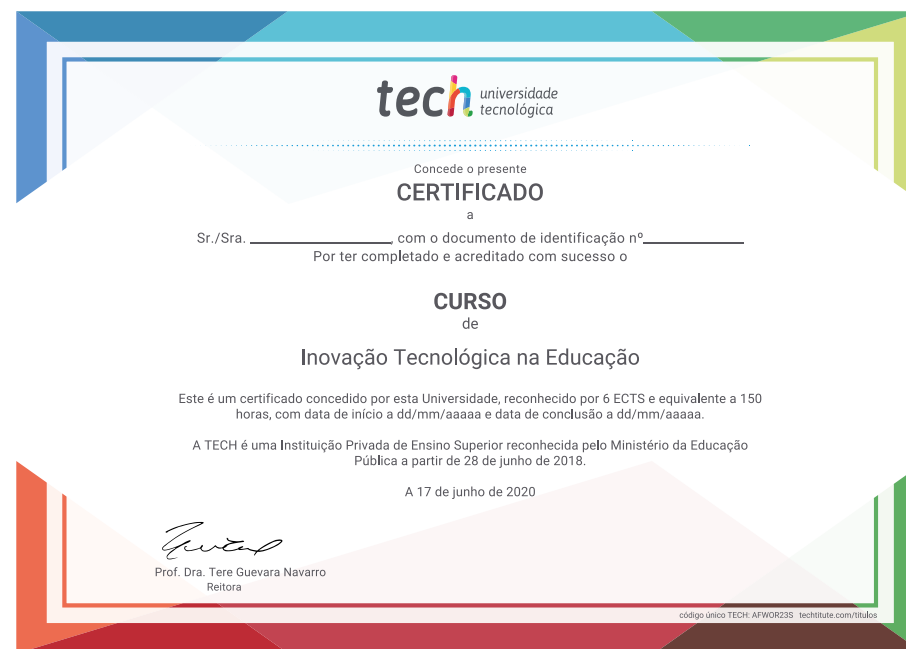 tech universidade
tecnológica
Concede o presente
CERTIFICADO
a
Sr./Sra. ____________________, com o documento de identificação nº______________
Por ter completado e acreditado com sucesso o
CURSO
de
Inovação Tecnológica na Educação
Este é um certificado concedido por esta Universidade, reconhecido por 6 ECTS e equivalente a 150
horas, com data de início a dd/mm/aaaaa e data de conclusão a dd/mm/aaaaa.
A TECH é uma Instituição Privada de Ensino Superior reconhecida pelo Ministério da Educação
Pública a partir de 28 de junho de 2018.
A 17 de junho de 2020
Prof. Dra. Tere Guevara Navarro
Reitora
código único TECH: AFWOR23S techtitute.com/titulos